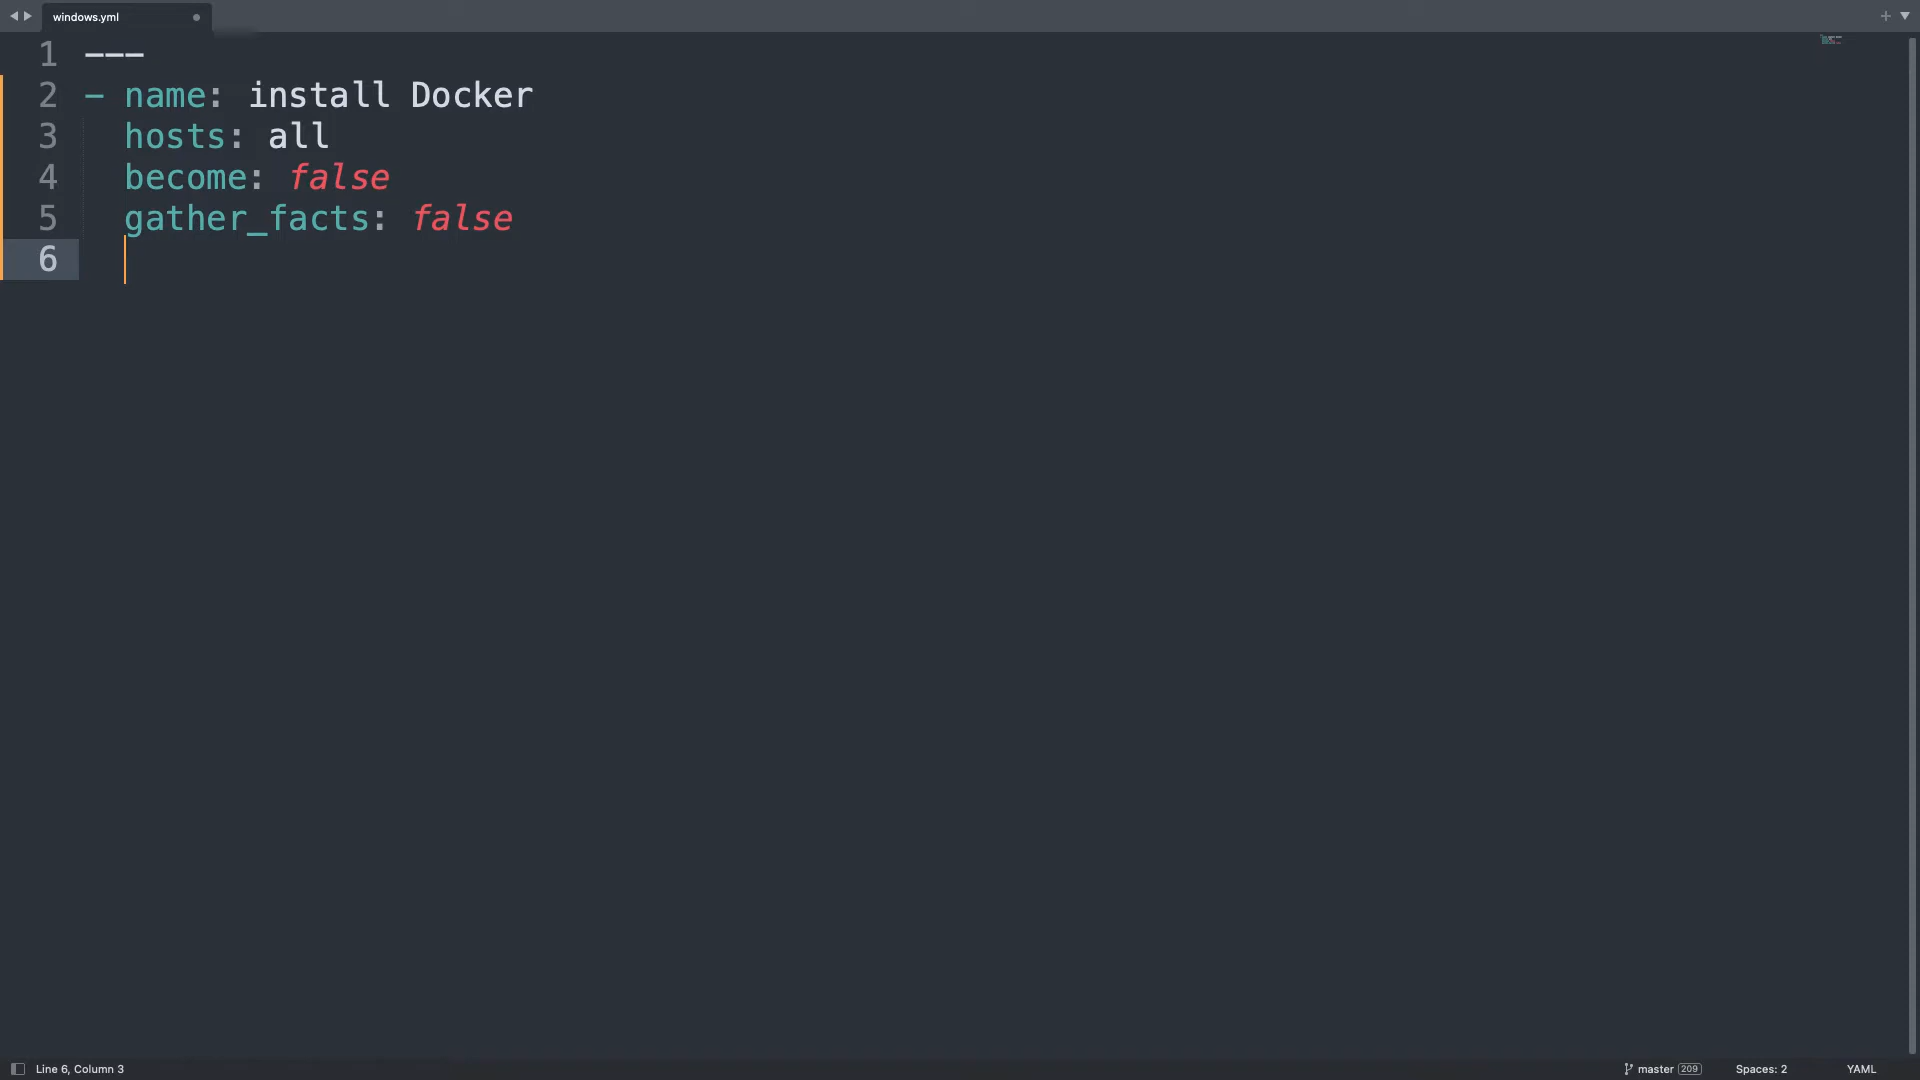 windows.yml
1 ---
2 - name: install Docker
3 hosts: all
4 become: false
5 gather_facts: false
6
Line 6, Column 3
master 209
Spaces: 2
YAML